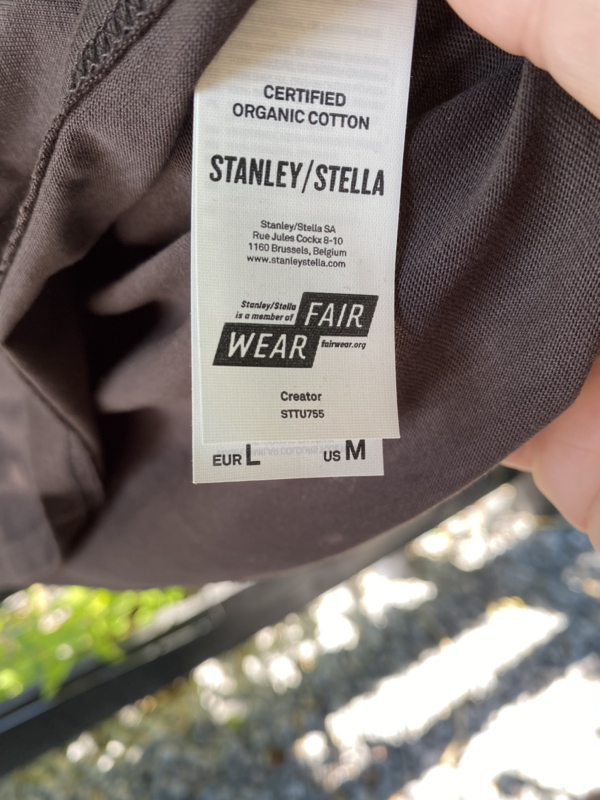 CERTIFIED
ORGANIC COTTON
STANLEY/STELLA
Stanley/Stella SA
Rue Jules Cockx 8-10
1160 Brussels, Belgium
www.stanleystella.com
Stanley/Stella
is a member of
FAIR
WEAR
fairwear.org
Creator
STTU755
EUR L US M